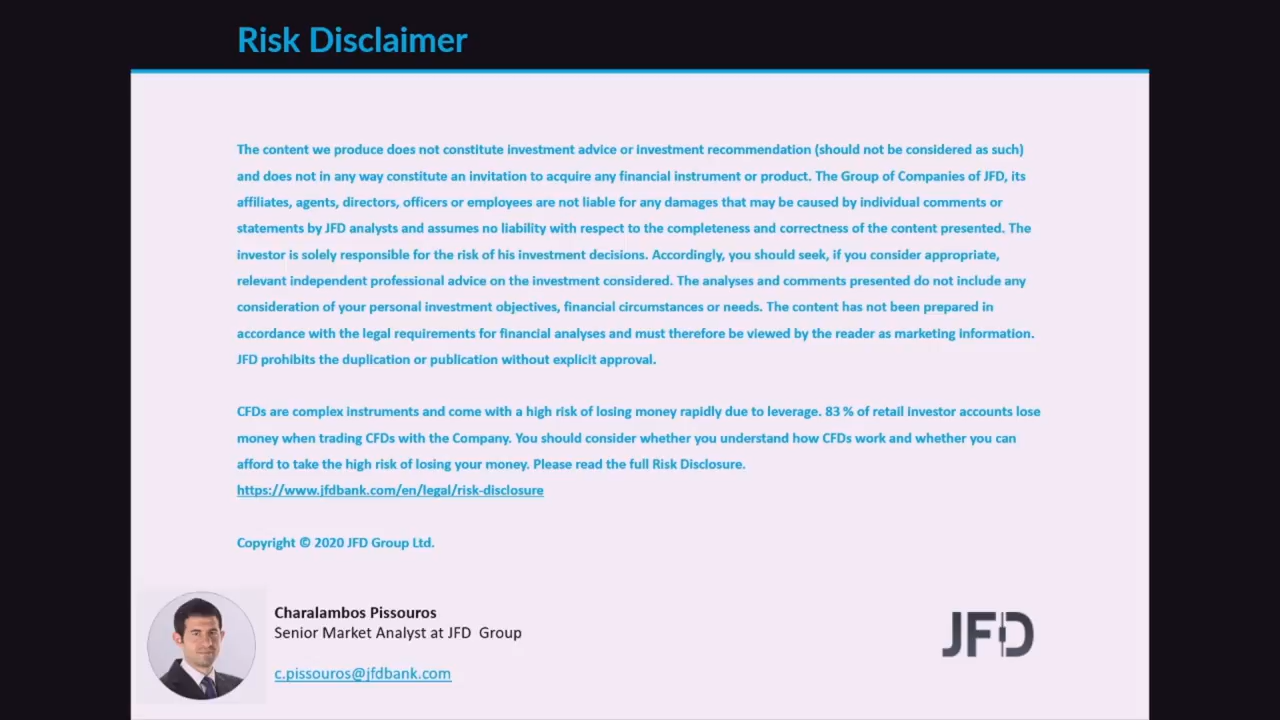 Risk Disclaimer
The content we produce does not constitute investment advice or investment recommendation (should not be considered as such)
and does not in any way constitute an invitation to acquire any financial instrument or product. The Group of Companies of JFD, its
affiliates, agents, directors, officers or employees are not liable for any damages that may be caused by individual comments or
statements by JFD analysts and assumes no liability with respect to the completeness and correctness of the content presented. The
investor is solely responsible for the risk of his investment decisions. Accordingly, you should seek, if you consider appropriate,
relevant independent professional advice on the investment considered. The analyses and comments presented do not include any
consideration of your personal investment objectives, financial circumstances or needs. The content has not been prepared in
accordance with the legal requirements for financial analyses and must therefore be viewed by the reader as marketing information.
JFD prohibits the duplication or publication without explicit approval.
CFDs are complex instruments and come with a high risk of losing money rapidly due to leverage. 83 % of retail investor accounts lose
money when trading CFDs with the Company. You should consider whether you understand how CFDs work and whether you can
afford to take the high risk of losing your money. Please read the full Risk Disclosure.
https://www.jfdbank.com/en/legal/risk-disclosure
Copyright © 2020 JFD Group Ltd.
Charalambos Pissouros
Senior Market Analyst at JFD Group
c.pissouros@jfdbank.com
JFD